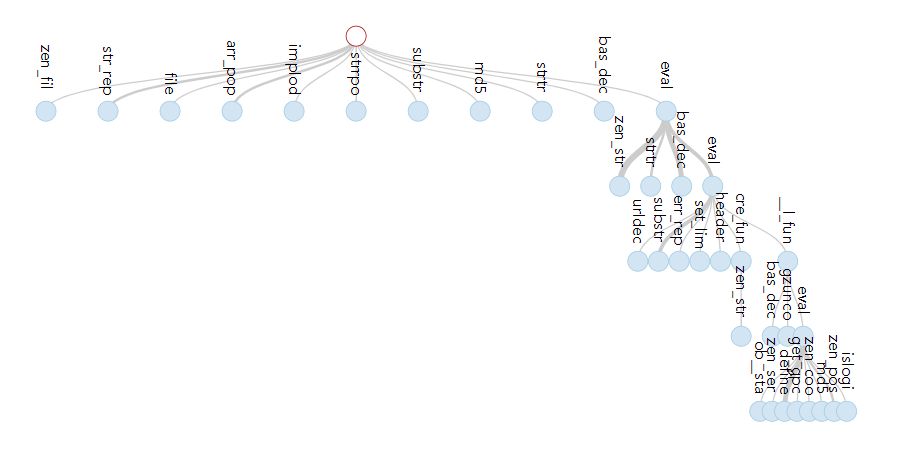 zen_fil
str_rep
file
arr_pop
implod
strrpo
substr
md5
strtr
bas_dec
eval
zen_str
strtr
bas_dec
eval
urldec
substr
err_rep
set_lim
header
cre_fun
__l_fun
zen_str
bas_dec
gzunco
eval
ob_sta
zen_ser
define
get_gpc
zen_coo
md5
zen_pos
islogi